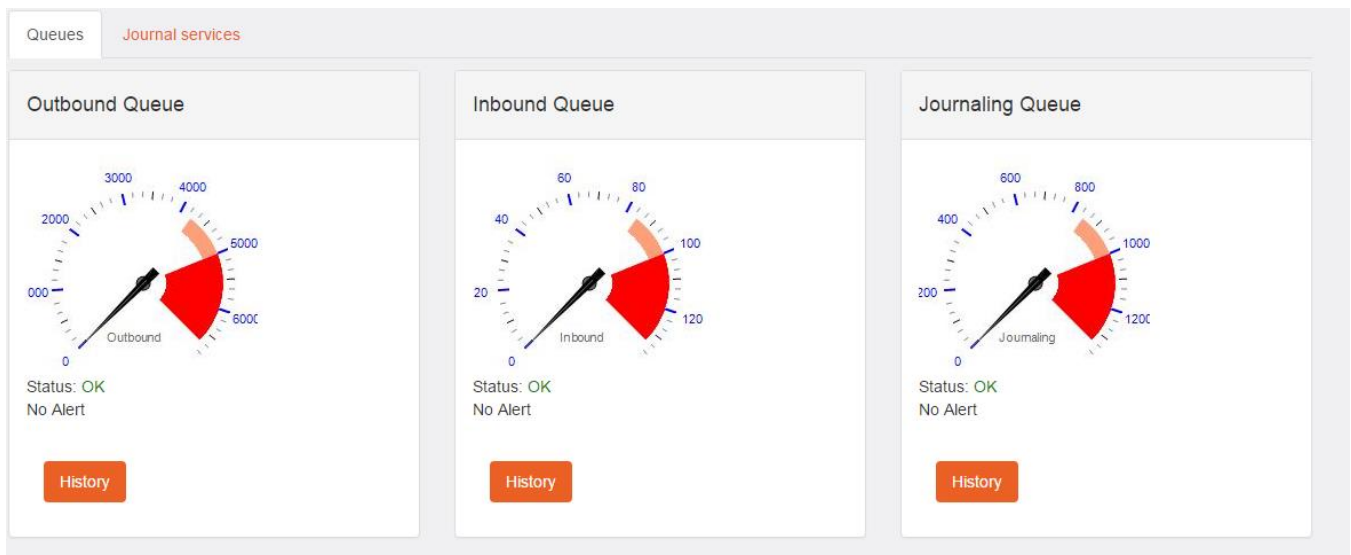 Queues Journal services
Outbound Queue
3000
4000
2000
5000
000
6000
Outbound
0
Status: OK
No Alert
History
Inbound Queue
60
80
40
100
20
120
Inbound
0
Status: OK
No Alert
History
Journaling Queue
600
800
400
1000
200
1200
Journaling
0
Status: OK
No Alert
History